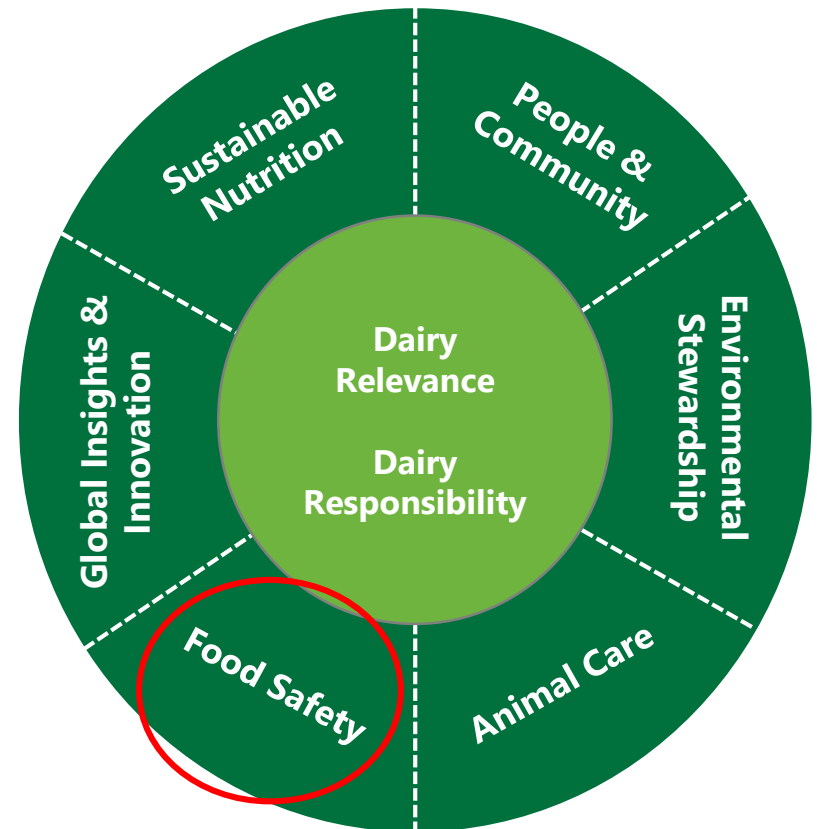 Sustainable
Nutrition
People &
Community
Environmental
Stewardship
Animal Care
Food Safety
Global Insights &
Innovation
Dairy
Relevance
Dairy
Responsibility